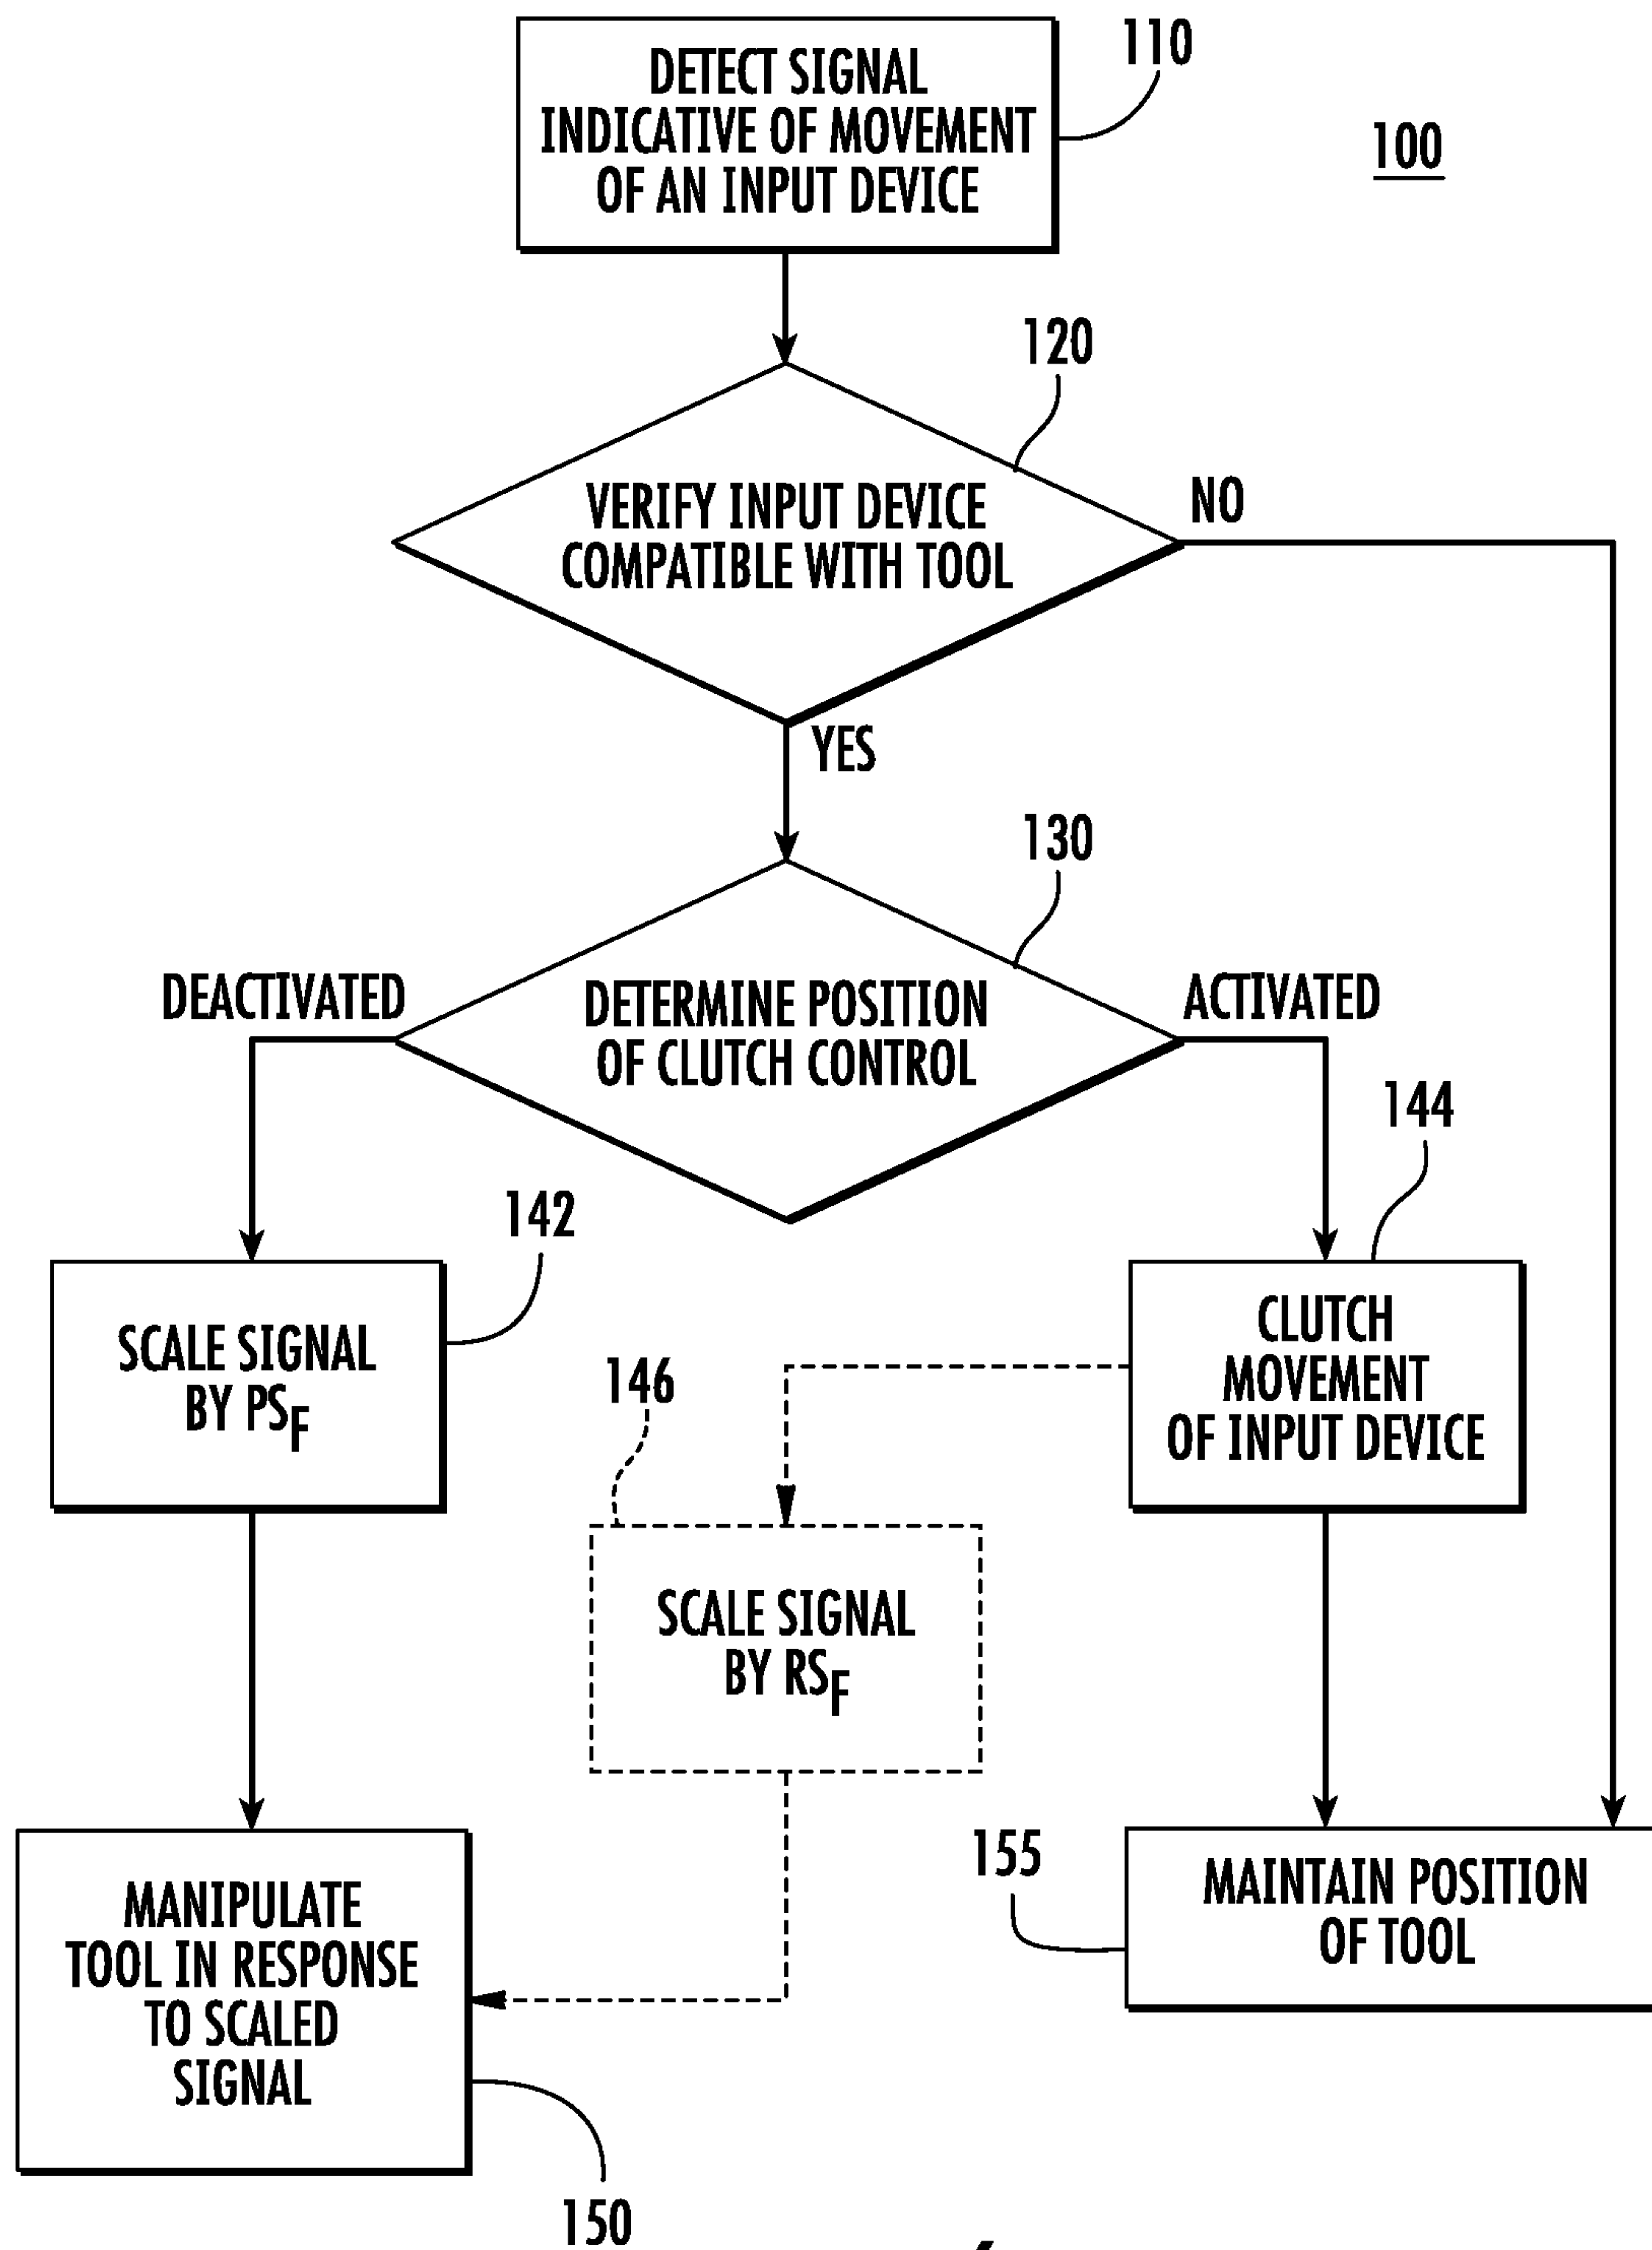 110
DETECT SIGNAL
INDICATIVE OF MOVEMENT
OF AN INPUT DEVICE
100
120
VERIFY INPUT DEVICE
COMPATIBLE WITH TOOL
NO
YES
130
DEACTIVATED
DETERMINE POSITION
OF CLUTCH CONTROL
ACTIVATED
144
142
SCALE SIGNAL
BY PSF
CLUTCH
MOVEMENT
OF INPUT DEVICE
146
SCALE SIGNAL
BY RSF
155
MAINTAIN POSITION
OF TOOL
MANIPULATE
TOOL IN RESPONSE
TO SCALED
SIGNAL
150